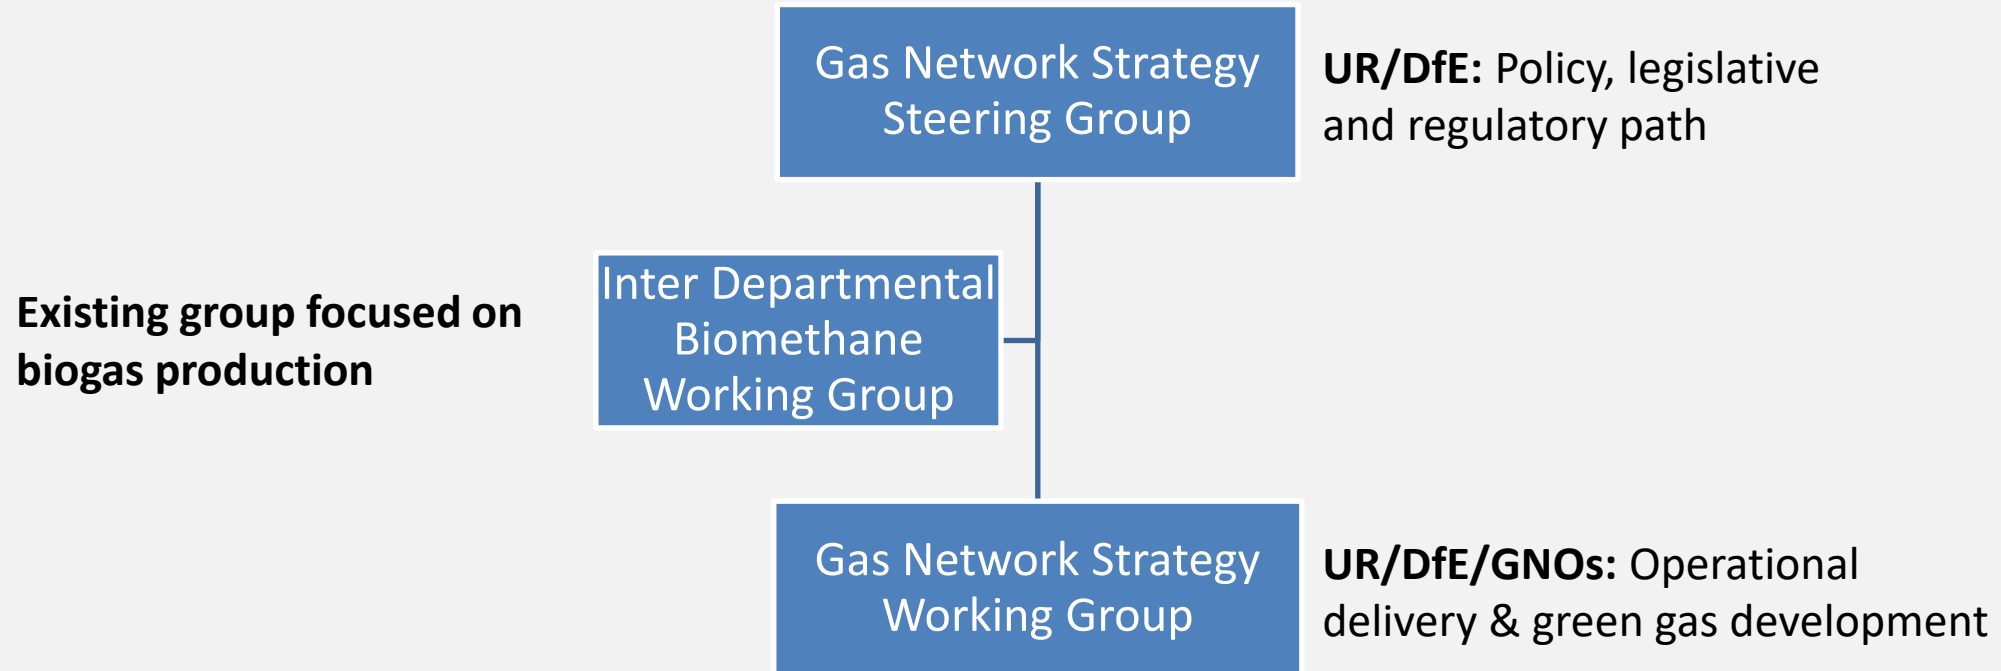 Gas Network Strategy
Steering Group
UR/DfE: Policy, legislative
and regulatory path
Existing group focused on
biogas production
Inter Departmental
Biomethane
Working Group
Gas Network Strategy
Working Group
UR/DfE/GNOs: Operational
delivery & green gas development